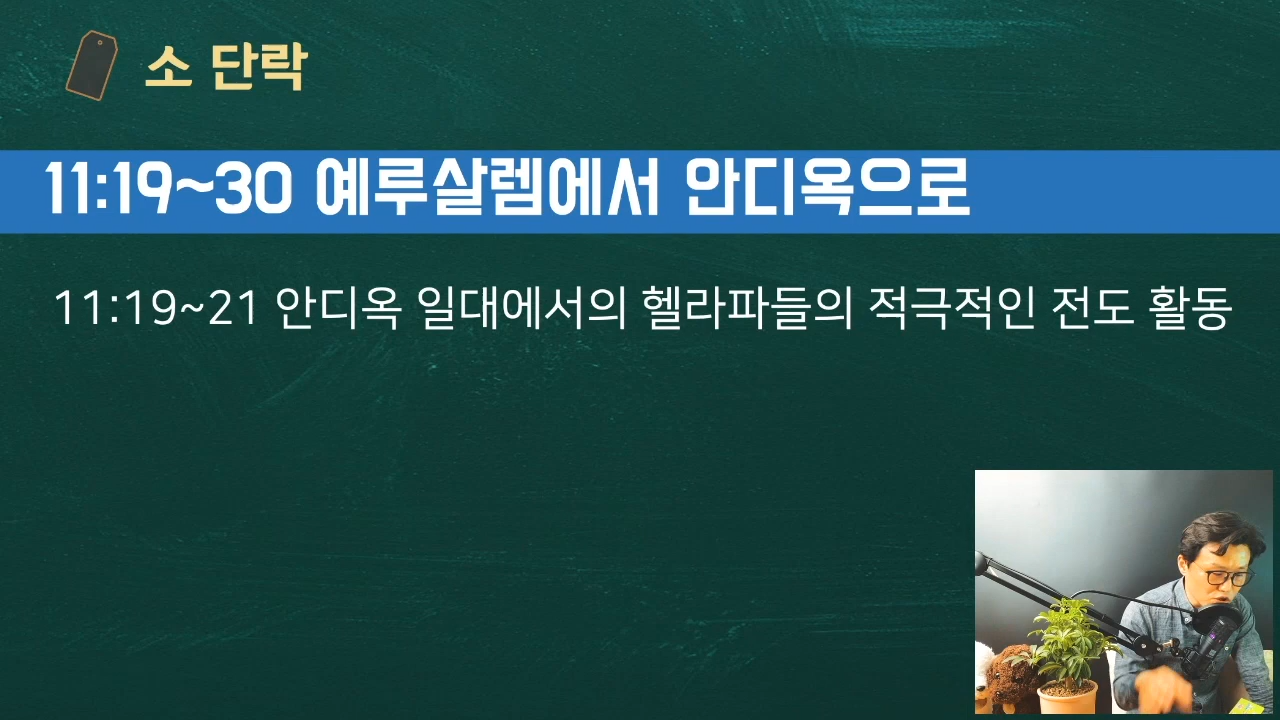 소 단락
11:19~30 예루살렘에서 안디옥으로
11:19~21 안디옥 일대에서의 헬라파들의 적극적인 전도 활동